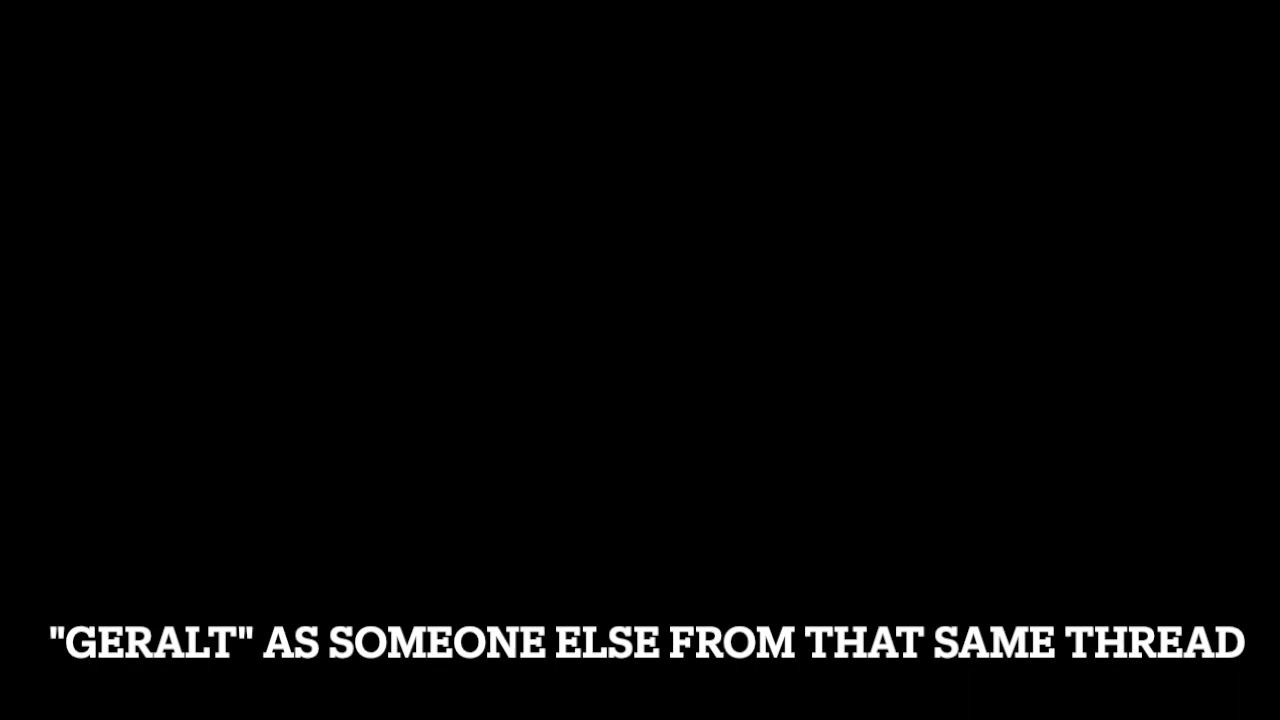 "GERALT" AS SOMEONE ELSE FROM THAT SAME THREAD